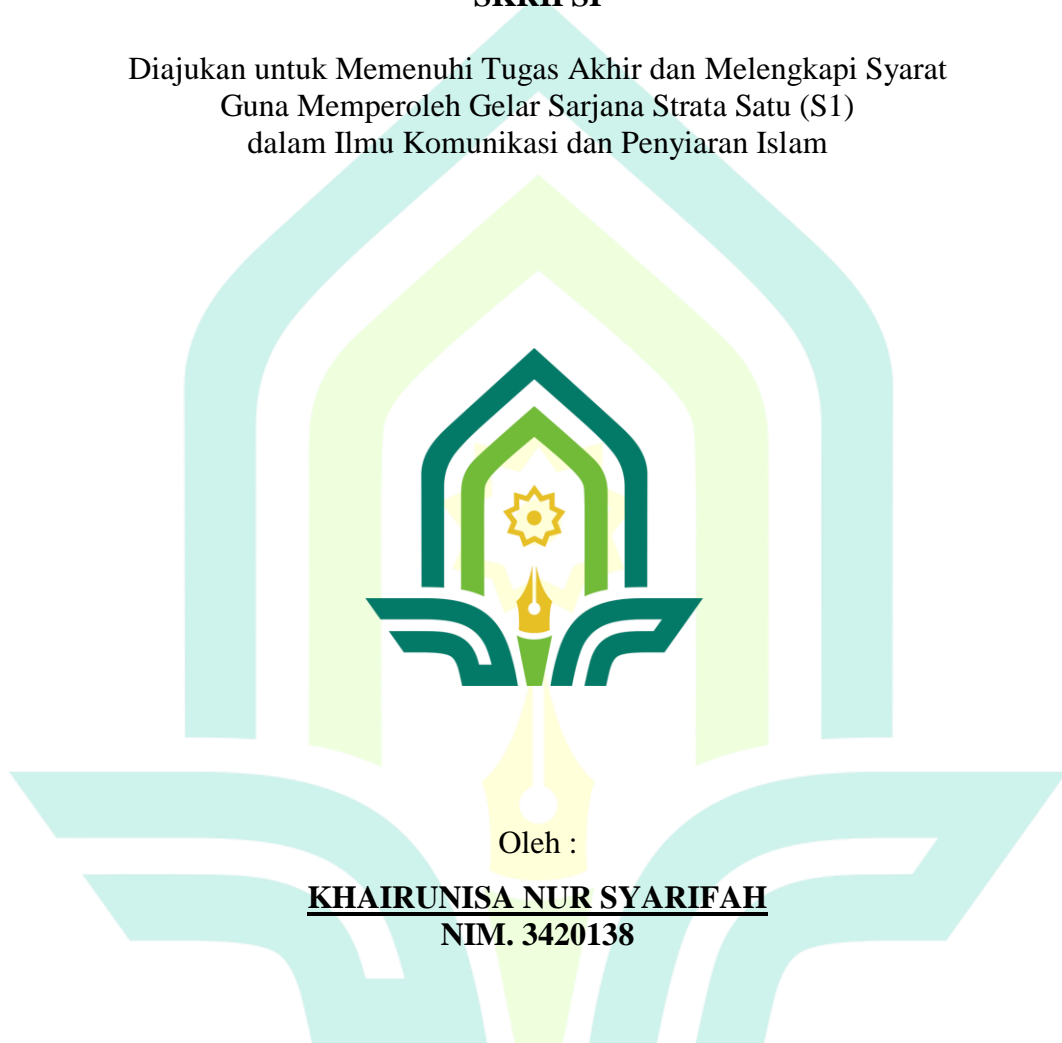 SKRIPSI
Diajukan untuk Memenuhi Tugas Akhir dan Melengkapi Syarat
Guna Memperoleh Gelar Sarjana Strata Satu (S1)
dalam Ilmu Komunikasi dan Penyiaran Islam
Oleh :
KHAIRUNISA NUR SYARIFAH
NIM. 3420138